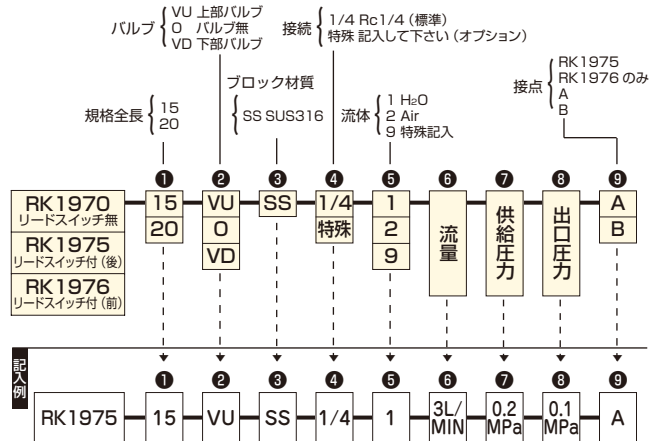 バルブ
VU 上部バルブ
0 バルブ無
VD 下部バルブ
接続
1/4 Rc1/4 (標準)
特殊 記入して下さい (オプション)
規格全長
15
20
ブロック材質
SS SUS316
流体
1 H₂O
2 Air
9 特殊記入
接点
RK1975
RK1976 のみ
A
B
❶ ❷ ❸ ❹ ❺ ❻ ❼ ❽ ❾
RK1970
リードスイッチ無
RK1975
リードスイッチ付 (後)
RK1976
リードスイッチ付 (前)
15
20
VU
0
VD
SS
1/4
特殊
1
2
9
流量
供給圧力
出口圧力
A
B
記入例
❶ ❷ ❸ ❹ ❺ ❻ ❼ ❽ ❾
RK1975
15
VU
SS
1/4
1
3L/
MIN
0.2
MPa
0.1
MPa
A